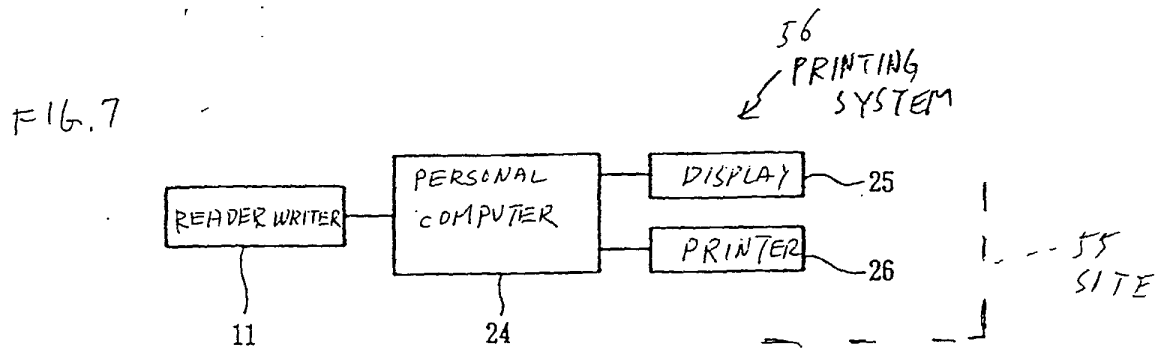 56
PRINTING
SYSTEM
FIG.7
PERSONAL
COMPUTER
DISPLAY
25
READER WRITER
PRINTER
26
55
SITE
11
24